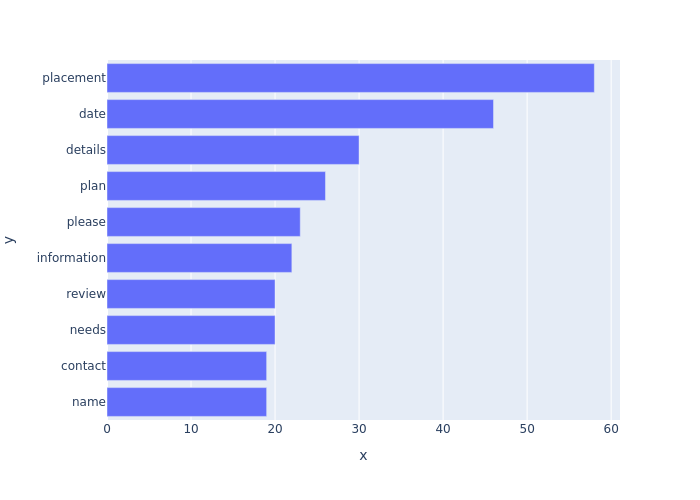 placement
date
details
plan
please
information
review
needs
contact
name
y
0 10 20 30 40 50 60
x